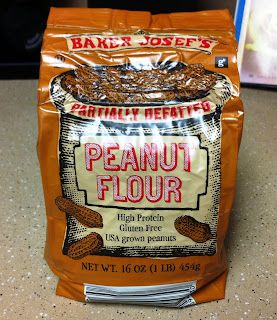 BAKER JOSEF'S
g
PARTIALLY DEFATTED
PEANUT
FLOUR
High Protein
Gluten Free
USA grown peanuts
NET WT. 16 OZ (1 LB) 454g